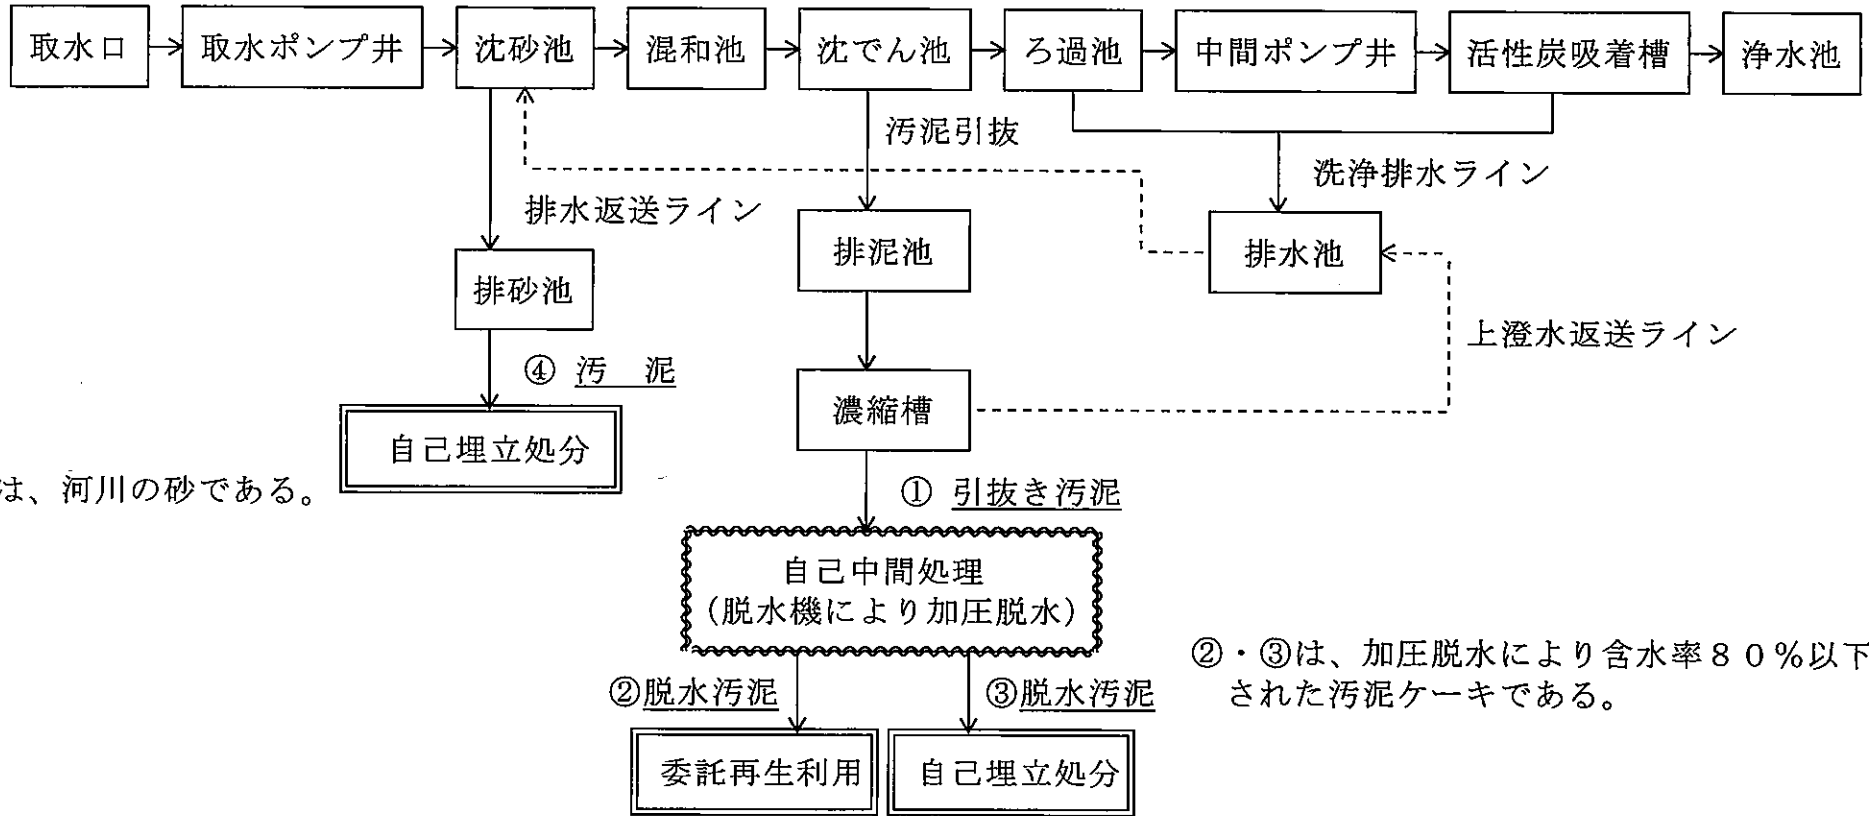 取水口
取水ポンプ井
沈砂池
混和池
沈でん池
ろ過池
中間ポンプ井
活性炭吸着槽
浄水池
汚泥引抜
洗浄排水ライン
排水返送ライン
排泥池
排水池
排砂池
上澄水返送ライン
④ 汚　泥
濃縮槽
自己埋立処分
は、河川の砂である。
① 引抜き汚泥
自己中間処理
（脱水機により加圧脱水）
②・③は、加圧脱水により含水率８０％以下
された汚泥ケーキである。
②脱水汚泥
③脱水汚泥
委託再生利用
自己埋立処分